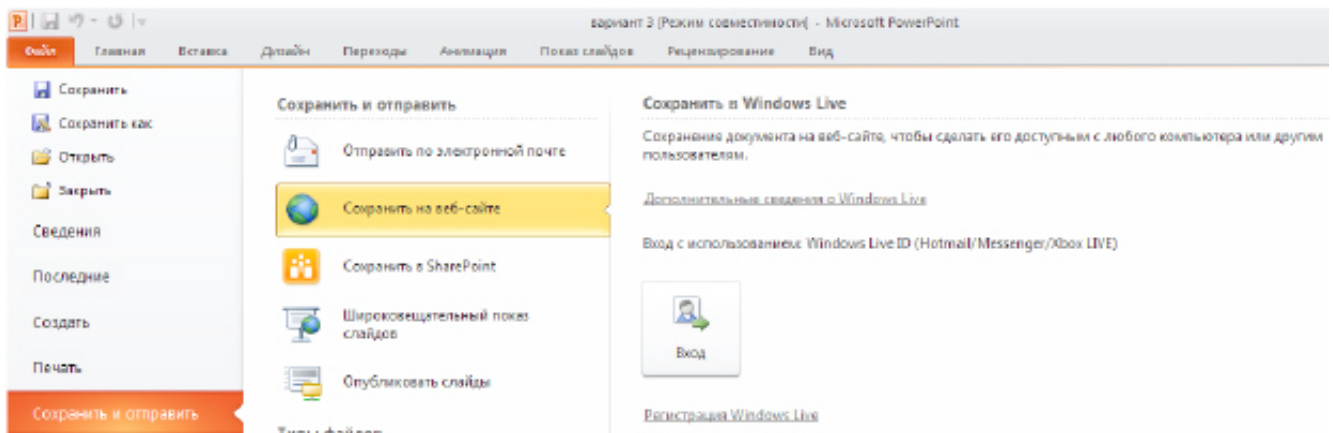 вариант 3 [Режим совместимости] - Microsoft PowerPoint
Файл Главная Вставка Дизайн Переходы Анимация Показ слайдов Рецензирование Вид
Сохранить
Сохранить как
Открыть
Закрыть
Сведения
Последние
Создать
Печать
Сохранить и отправить
Сохранить и отправить
Отправить по электронной почте
Сохранить на веб-сайте
Сохранить в SharePoint
Широковещательный показ
слайдов
Опубликовать слайды
Типы файлов
Сохранить в Windows Live
Сохранение документа на веб-сайте, чтобы сделать его доступным с любого компьютера или другим
пользователям.
Дополнительные сведения о Windows Live
Вход с использованием: Windows Live ID (Hotmail/Messenger/Xbox LIVE)
Вход
Регистрация Windows Live